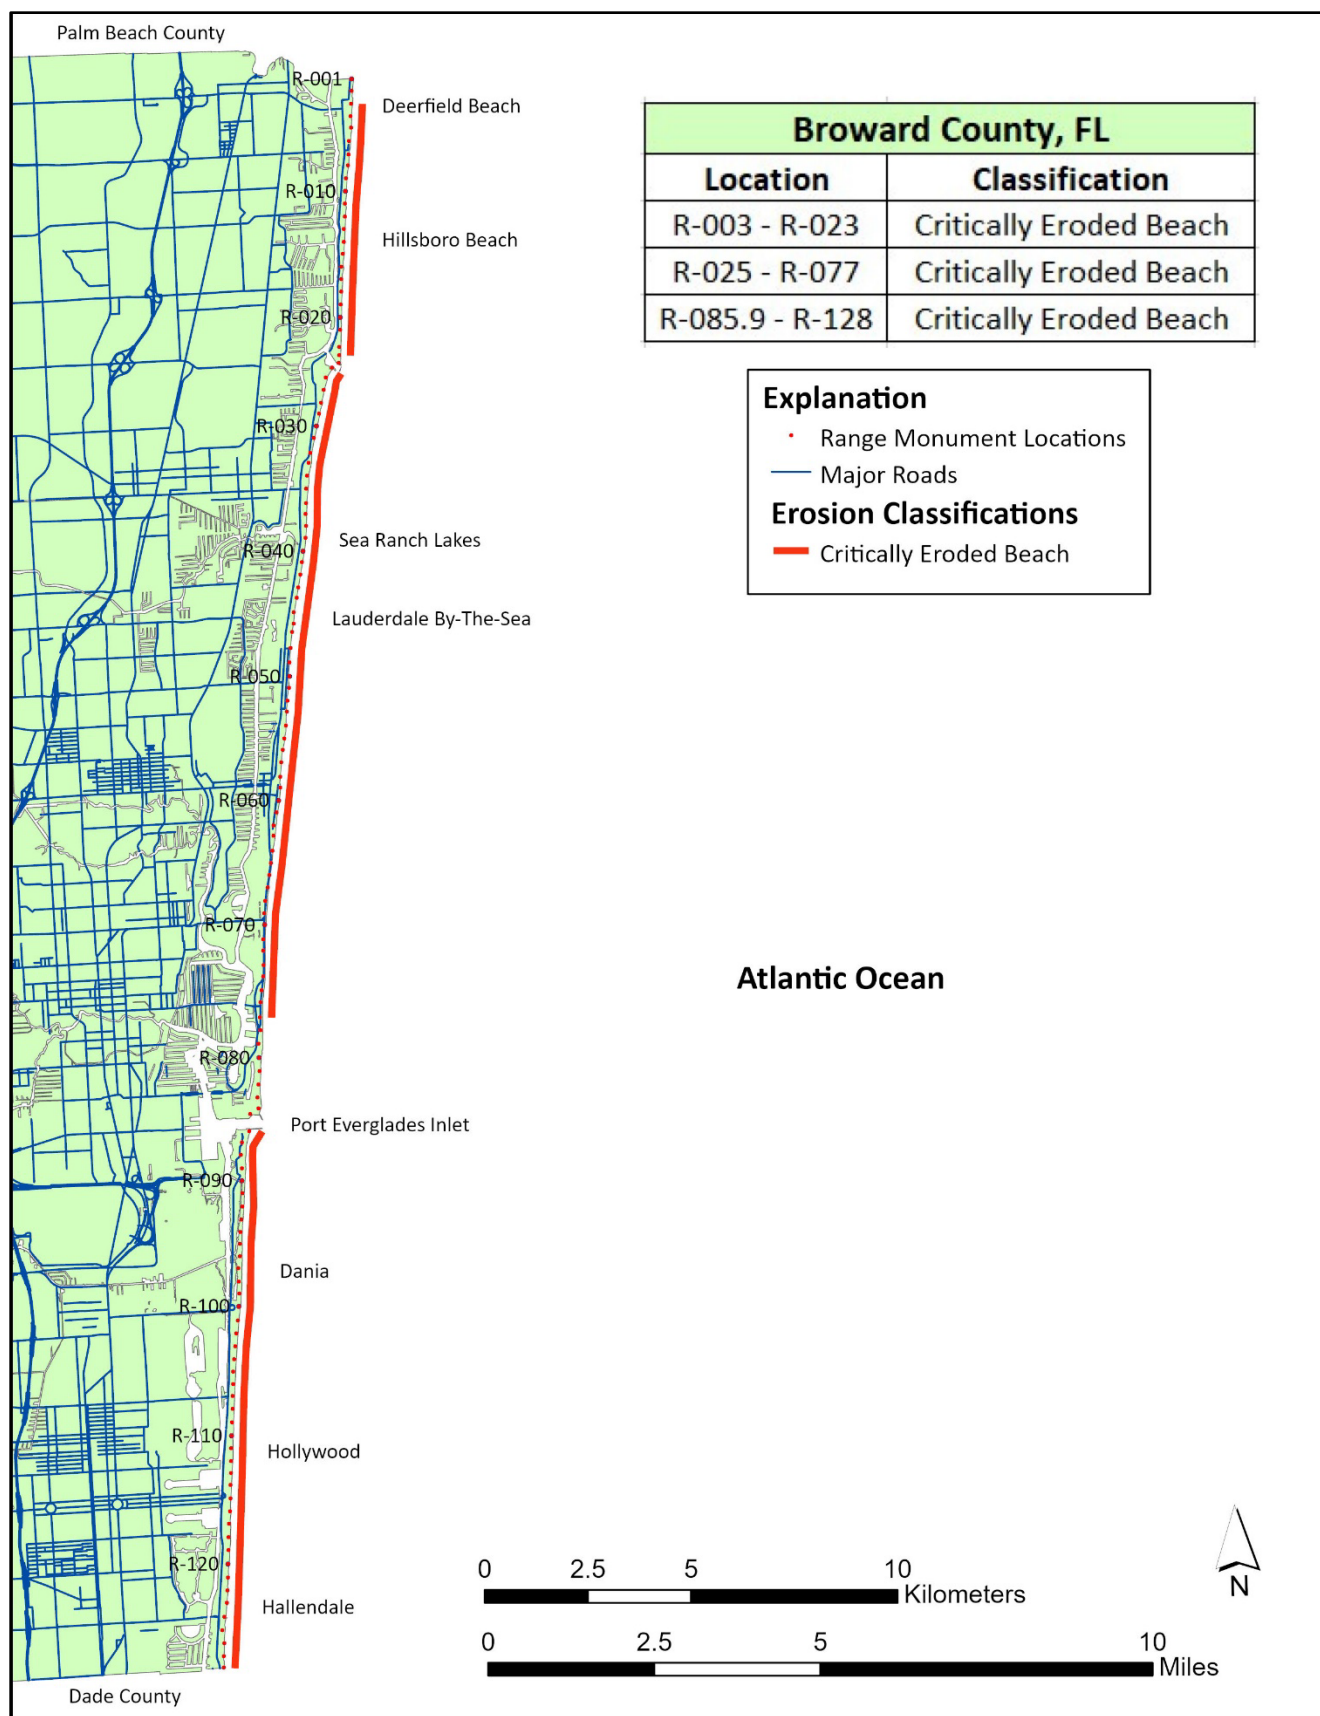 Palm Beach County
R-001
Deerfield Beach
R-010
Hillsboro Beach
R-020
R-030
R-040
Sea Ranch Lakes
Lauderdale By-The-Sea
R-050
R-060
R-070
R-080
Port Everglades Inlet
R-090
Dania
R-100
R-110
Hollywood
R-120
Hallendale
Dade County
Broward County, FL
Location Classification
R-003 - R-023 Critically Eroded Beach
R-025 - R-077 Critically Eroded Beach
R-085.9 - R-128 Critically Eroded Beach
Explanation
Range Monument Locations
Major Roads
Erosion Classifications
Critically Eroded Beach
Atlantic Ocean
0 2.5 5 10
Kilometers
0 2.5 5 10
Miles
N